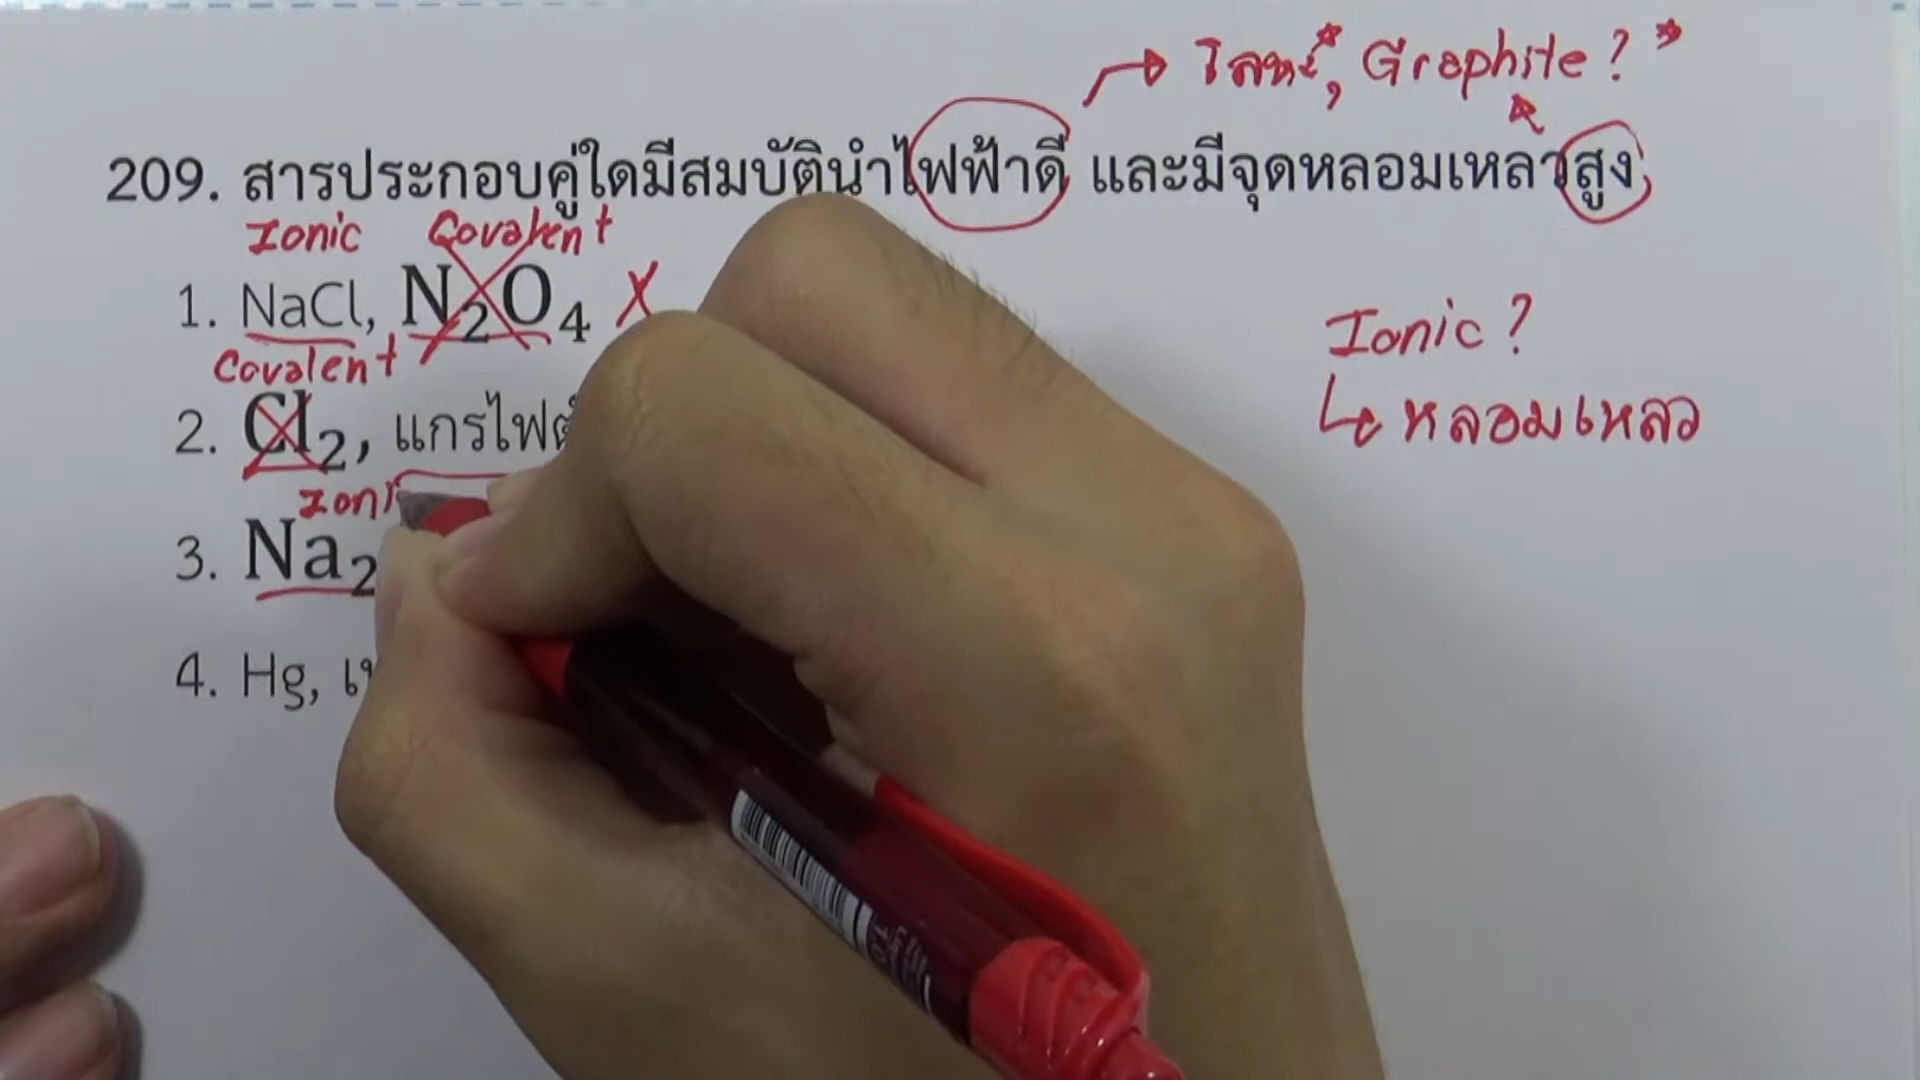 โลหะ, Graphite?
209. สารประกอบคู่ใดมีสมบัตินำไฟฟ้าดี และมีจุดหลอมเหลวสูง
Ionic Covalent
1. NaCl, N₂O₄ X
Ionic?
Covalent
หลอมเหลว
2. Cl₂, แกรไฟต์
Ioni
3. Na₂
4. Hg,